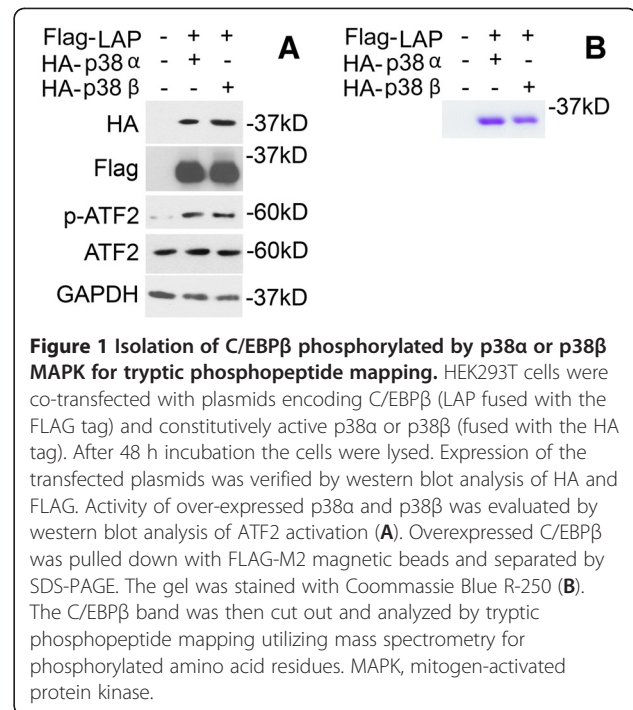 Flag-LAP - + + A
HA-p38 α - + -
HA-p38 β - - +
HA -37kD
Flag -37kD
p-ATF2 -60kD
ATF2 -60kD
GAPDH -37kD
Flag-LAP - + + B
HA-p38 α - + -
HA-p38 β - - +
-37kD
Figure 1 Isolation of C/EBPβ phosphorylated by p38α or p38β
MAPK for tryptic phosphopeptide mapping. HEK293T cells were
co-transfected with plasmids encoding C/EBPβ (LAP fused with the
FLAG tag) and constitutively active p38α or p38β (fused with the HA
tag). After 48 h incubation the cells were lysed. Expression of the
transfected plasmids was verified by western blot analysis of HA and
FLAG. Activity of over-expressed p38α and p38β was evaluated by
western blot analysis of ATF2 activation (A). Overexpressed C/EBPβ
was pulled down with FLAG-M2 magnetic beads and separated by
SDS-PAGE. The gel was stained with Coommassie Blue R-250 (B).
The C/EBPβ band was then cut out and analyzed by tryptic
phosphopeptide mapping utilizing mass spectrometry for
phosphorylated amino acid residues. MAPK, mitogen-activated
protein kinase.